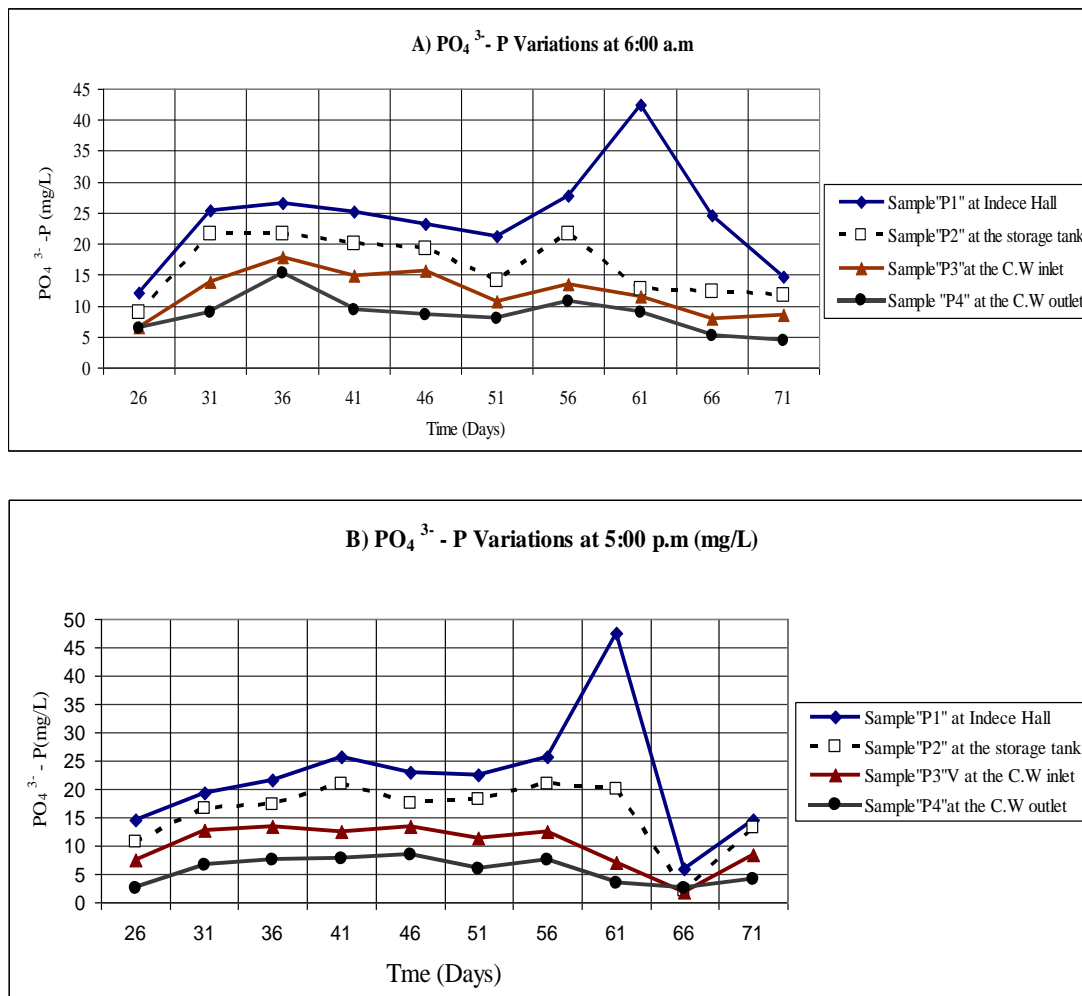 A) PO4 3- - P Variations at 6:00 a.m
PO4 3- -P (mg/L)
45
40
35
30
25
20
15
10
5
0
26 31 36 41 46 51 56 61 66 71
Time (Days)
Sample"P1" at Indece Hall
Sample"P2" at the storage tank
Sample"P3"at the C.W inlet
Sample "P4" at the C.W outlet
B) PO4 3- - P Variations at 5:00 p.m (mg/L)
PO4 3- - P(mg/L)
50
45
40
35
30
25
20
15
10
5
0
26 31 36 41 46 51 56 61 66 71
Tme (Days)
Sample"P1" at Indece Hall
Sample"P2" at the storage tank
Sample"P3"V at the C.W inlet
Sample"P4"at the C.W outlet